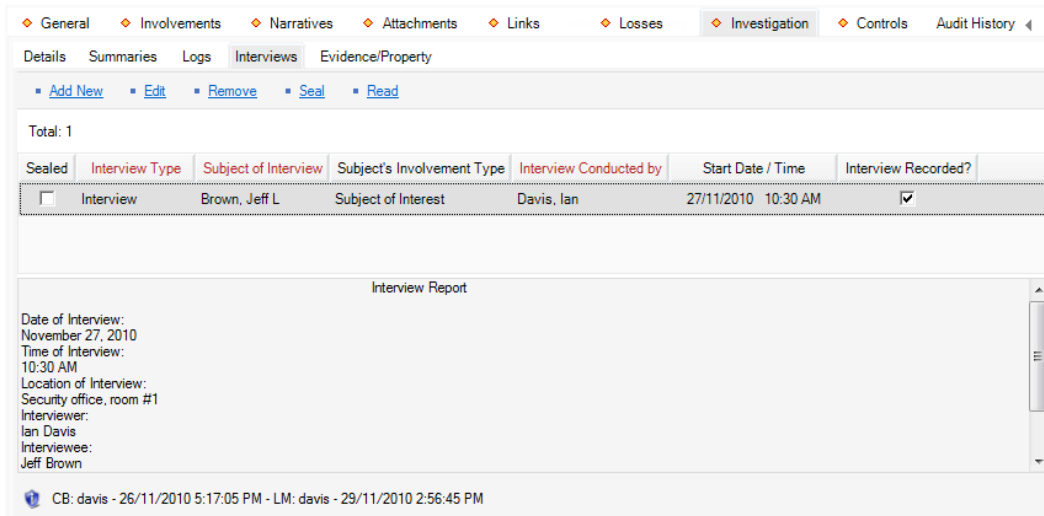 General Involvements Narratives Attachments Links Losses Investigation Controls Audit History
Details Summaries Logs Interviews Evidence/Property
Add New Edit Remove Seal Read
Total: 1
Sealed Interview Type Subject of Interview Subject's Involvement Type Interview Conducted by Start Date / Time Interview Recorded?
Interview Brown, Jeff L Subject of Interest Davis, Ian 27/11/2010 10:30 AM
Interview Report
Date of Interview:
November 27, 2010
Time of Interview:
10:30 AM
Location of Interview:
Security office, room #1
Interviewer:
Ian Davis
Interviewee:
Jeff Brown
CB: davis - 26/11/2010 5:17:05 PM - LM: davis - 29/11/2010 2:56:45 PM